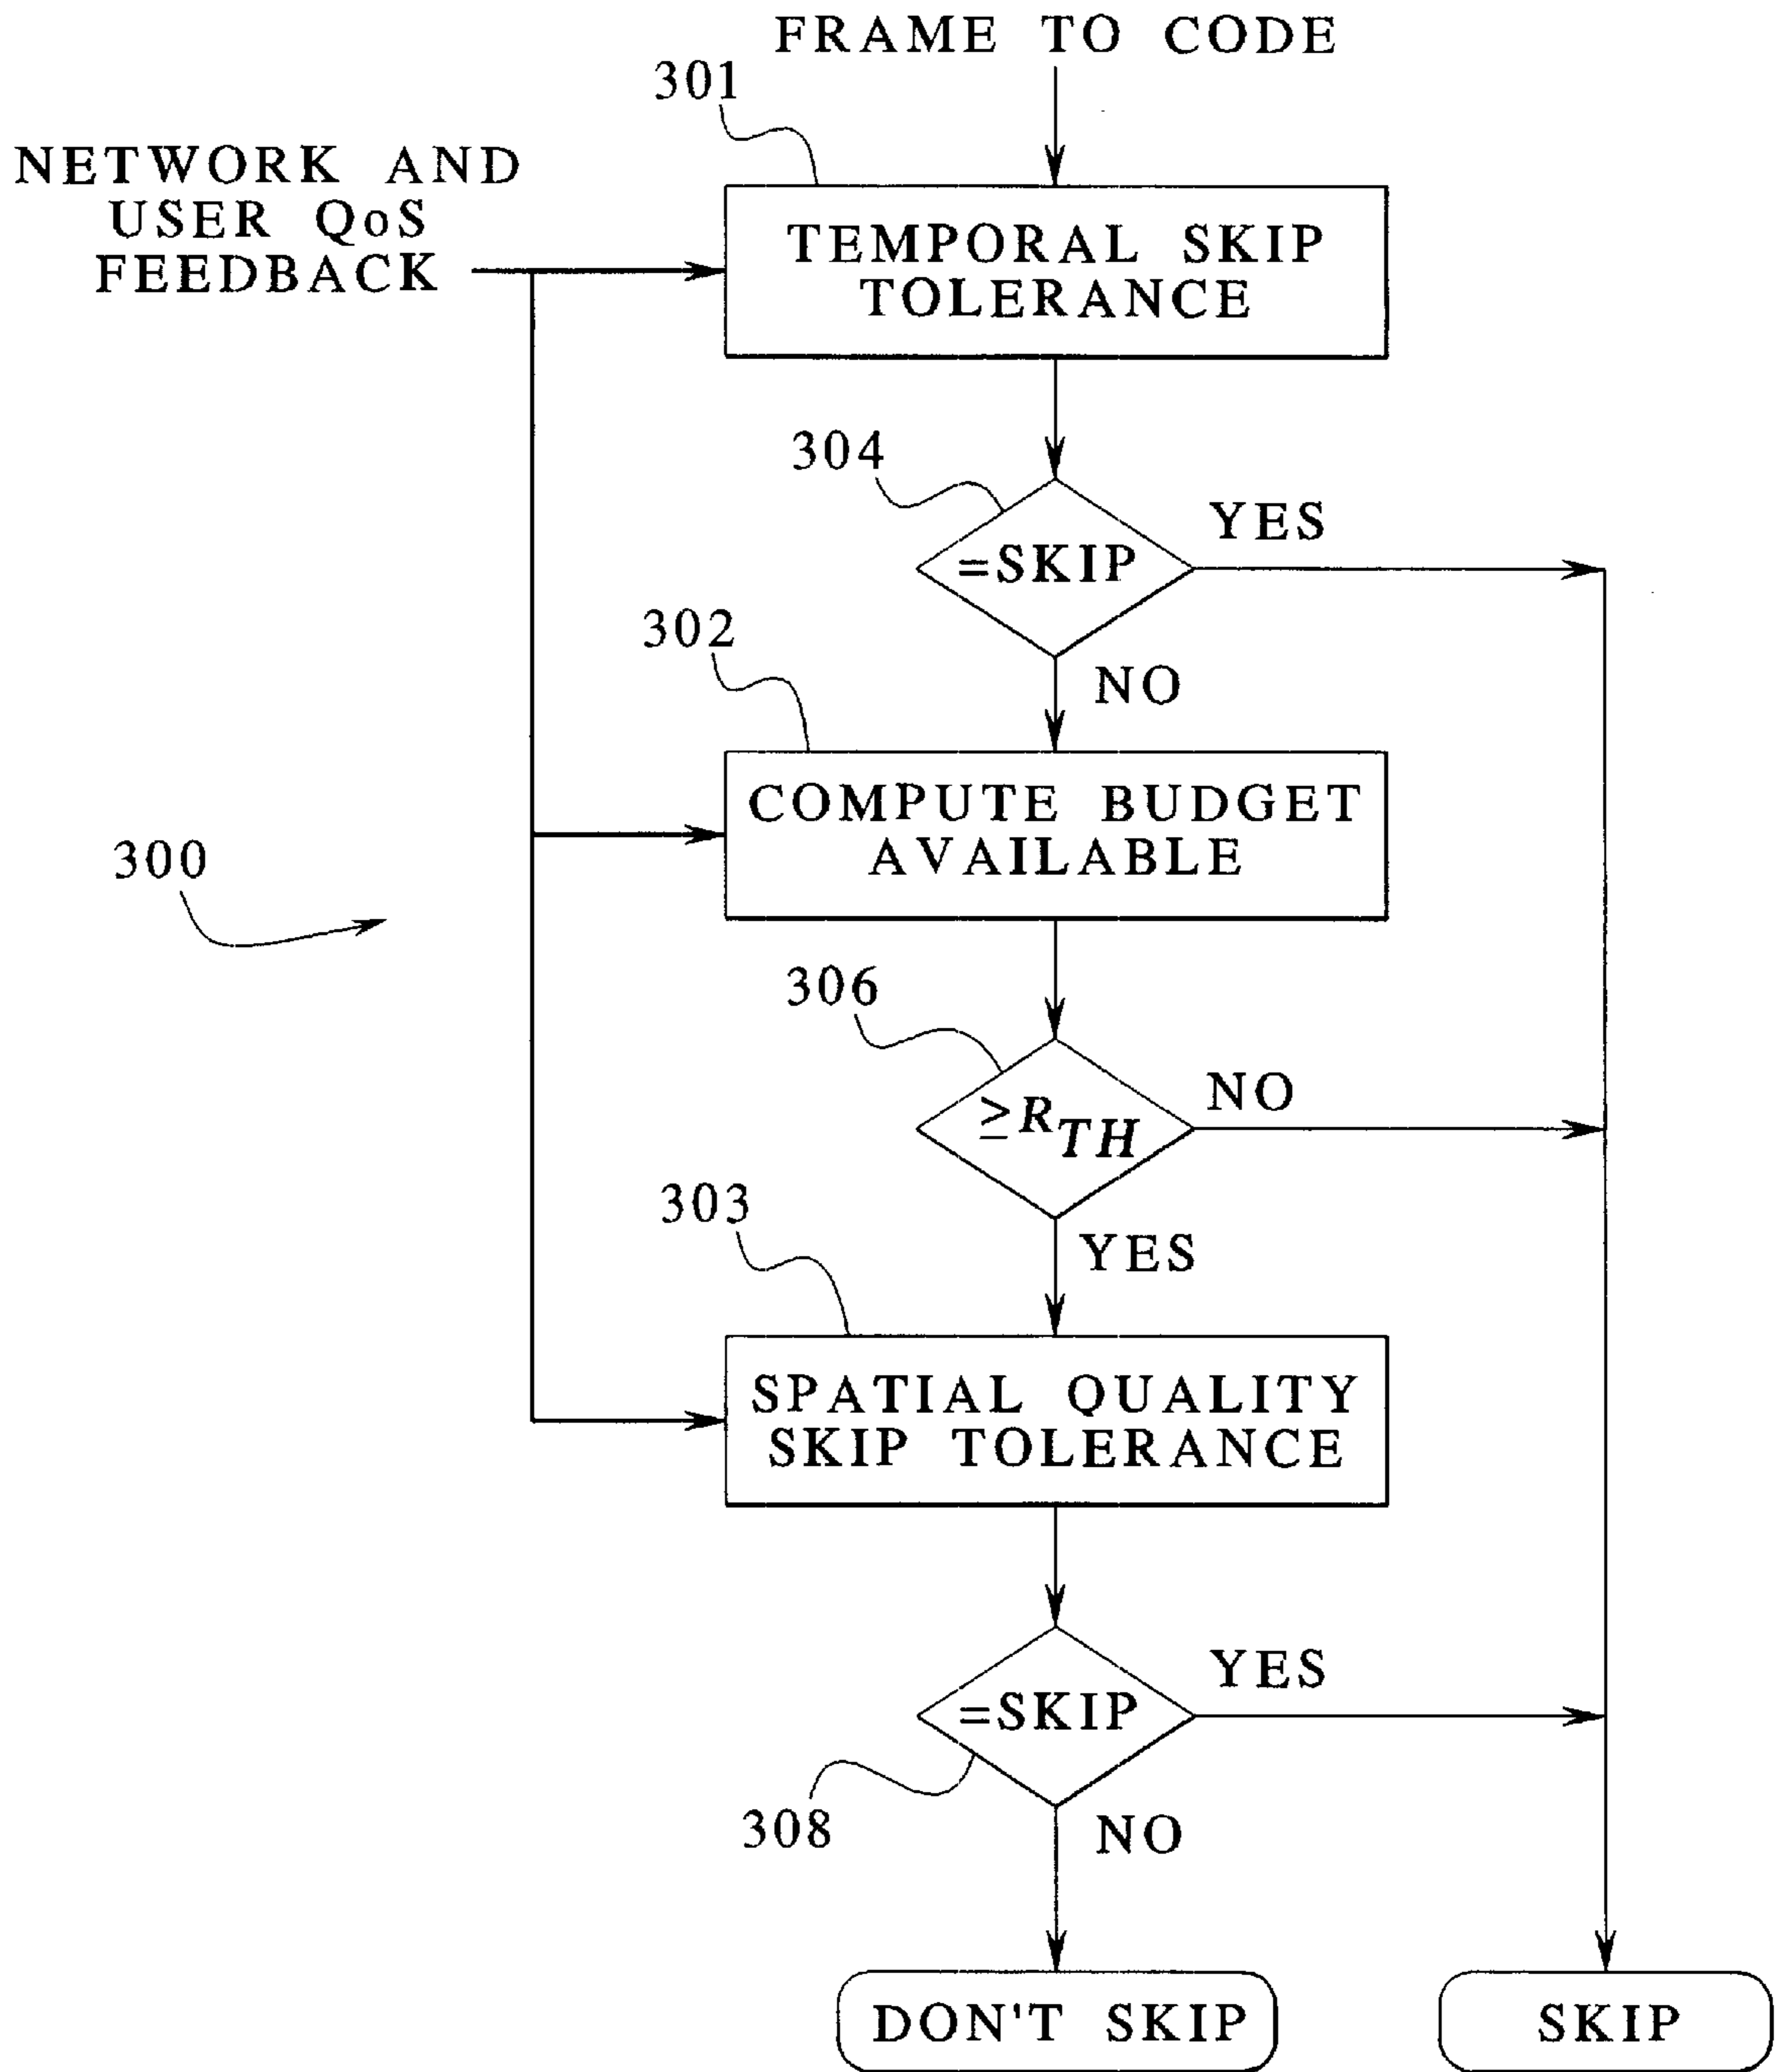 FRAME TO CODE
301
NETWORK AND
USER QoS
FEEDBACK
TEMPORAL SKIP
TOLERANCE
304
=SKIP
YES
302
NO
COMPUTE BUDGET
AVAILABLE
300
306
≥RTH
NO
303
YES
SPATIAL QUALITY
SKIP TOLERANCE
=SKIP
YES
308
NO
DON'T SKIP
SKIP